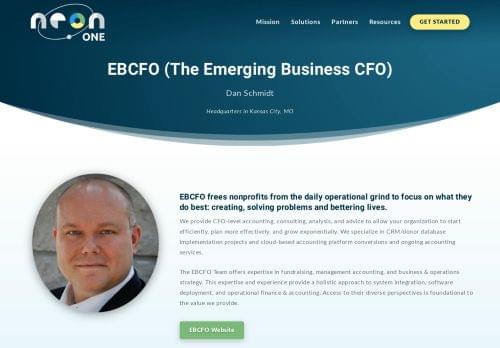 neon
ONE
Mission
Solutions
Partners
Resources
GET STARTED
EBCFO (The Emerging Business CFO)
Dan Schmidt
Headquarters in Kansas City, MO
EBCFO frees nonprofits from the daily operational grind to focus on what they
do best: creating, solving problems and bettering lives.
We provide CFO-level accounting, consulting, analysis, and advice to allow your organization to start
efficiently, plan more effectively, and grow exponentially. We specialize in CRM/donor database
implementation projects and cloud-based accounting platform conversions and ongoing accounting
services.
The EBCFO Team offers expertise in fundraising, management accounting, and business & operations
strategy. This expertise and experience provide a holistic approach to system integration, software
deployment, and operational finance & accounting. Access to their diverse perspectives is foundational to
the value we provide.
EBCFO Website